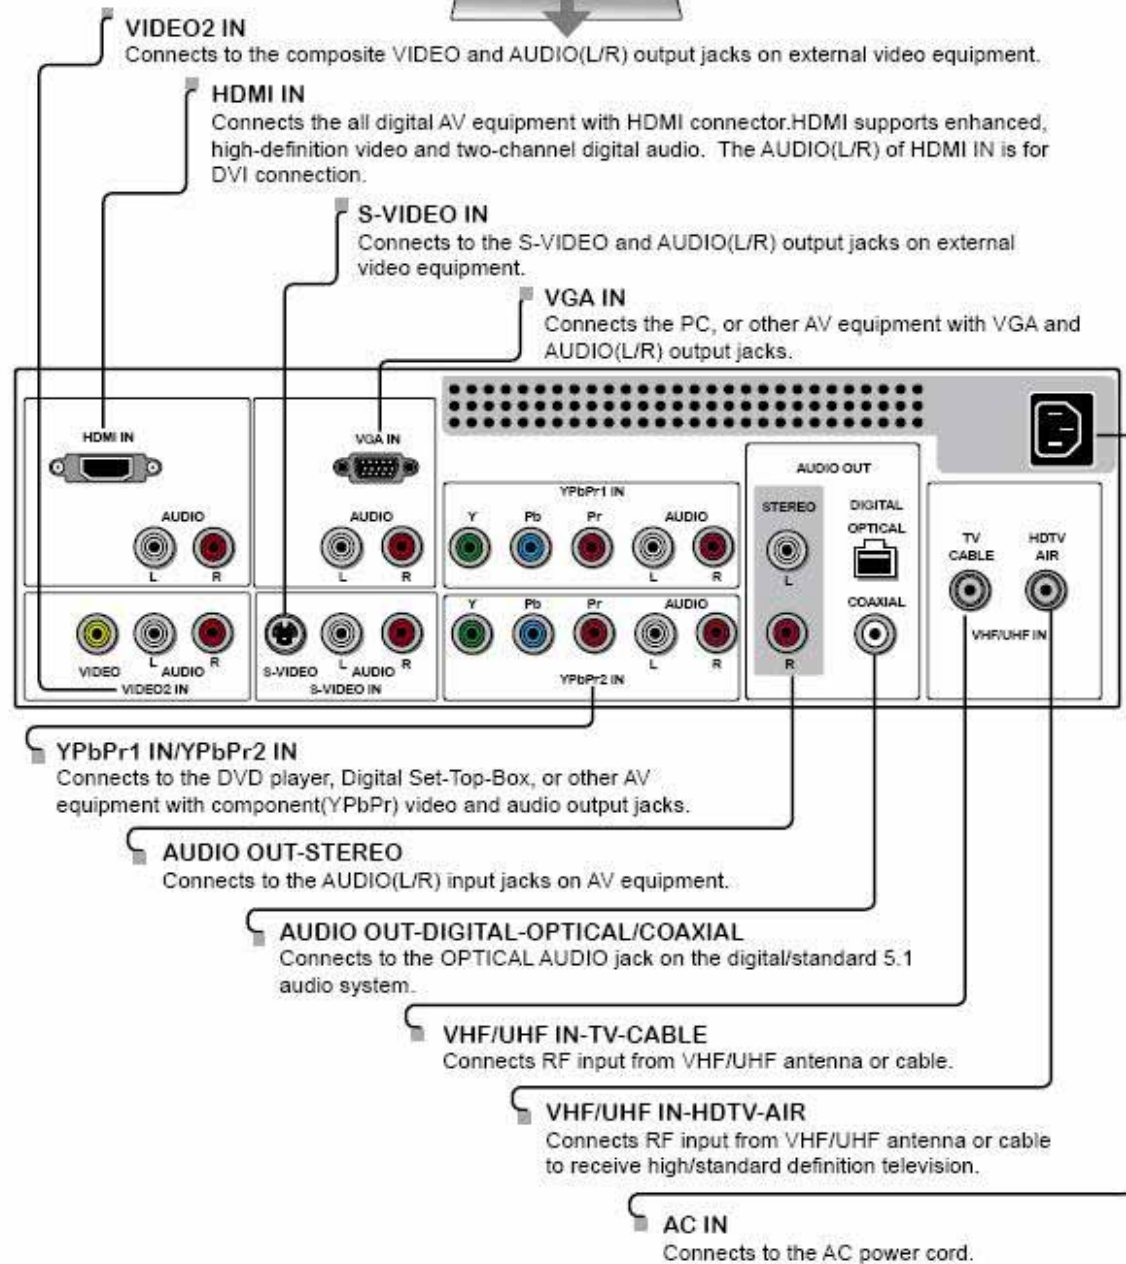 VIDEO2 IN
Connects to the composite VIDEO and AUDIO(L/R) output jacks on external video equipment.
HDMI IN
Connects the all digital AV equipment with HDMI connector.HDMI supports enhanced,
high-definition video and two-channel digital audio. The AUDIO(L/R) of HDMI IN is for
DVI connection.
S-VIDEO IN
Connects to the S-VIDEO and AUDIO(L/R) output jacks on external
video equipment.
VGA IN
Connects the PC, or other AV equipment with VGA and
AUDIO(L/R) output jacks.
HDMI IN
AUDIO
L R
VIDEO
L AUDIO R
VIDEO2 IN
VGA IN
AUDIO
L R
S-VIDEO
L AUDIO R
S-VIDEO IN
YPbPr1 IN
Y Pb Pr AUDIO
L R
Y Pb Pr AUDIO
L R
YPbPr2 IN
AUDIO OUT
STEREO
L
R
DIGITAL
OPTICAL
COAXIAL
TV
CABLE
HDTV
AIR
VHF/UHF IN
YPbPr1 IN/YPbPr2 IN
Connects to the DVD player, Digital Set-Top-Box, or other AV
equipment with component(YPbPr) video and audio output jacks.
AUDIO OUT-STEREO
Connects to the AUDIO(L/R) input jacks on AV equipment.
AUDIO OUT-DIGITAL-OPTICAL/COAXIAL
Connects to the OPTICAL AUDIO jack on the digital/standard 5.1
audio system.
VHF/UHF IN-TV-CABLE
Connects RF input from VHF/UHF antenna or cable.
VHF/UHF IN-HDTV-AIR
Connects RF input from VHF/UHF antenna or cable
to receive high/standard definition television.
AC IN
Connects to the AC power cord.